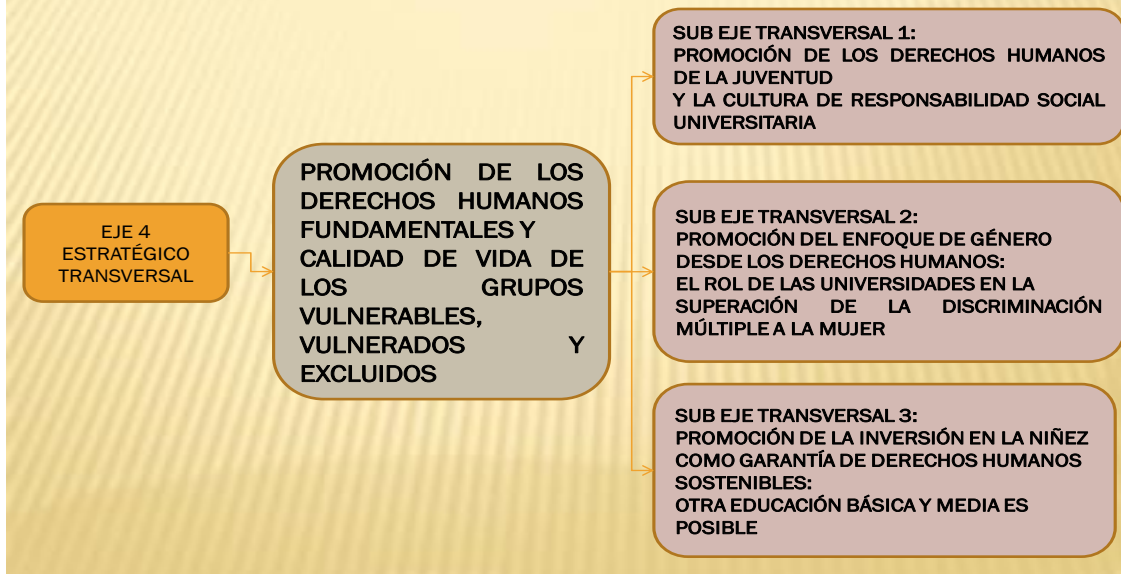 EJE 4
ESTRATÉGICO
TRANSVERSAL
PROMOCIÓN DE LOS
DERECHOS HUMANOS
FUNDAMENTALES Y
CALIDAD DE VIDA DE
LOS GRUPOS
VULNERABLES,
VULNERADOS Y
EXCLUIDOS
SUB EJE TRANSVERSAL 1:
PROMOCIÓN DE LOS DERECHOS HUMANOS
DE LA JUVENTUD
Y LA CULTURA DE RESPONSABILIDAD SOCIAL
UNIVERSITARIA
SUB EJE TRANSVERSAL 2:
PROMOCIÓN DEL ENFOQUE DE GÉNERO
DESDE LOS DERECHOS HUMANOS:
EL ROL DE LAS UNIVERSIDADES EN LA
SUPERACIÓN DE LA DISCRIMINACIÓN
MÚLTIPLE A LA MUJER
SUB EJE TRANSVERSAL 3:
PROMOCIÓN DE LA INVERSIÓN EN LA NIÑEZ
COMO GARANTÍA DE DERECHOS HUMANOS
SOSTENIBLES:
OTRA EDUCACIÓN BÁSICA Y MEDIA ES
POSIBLE